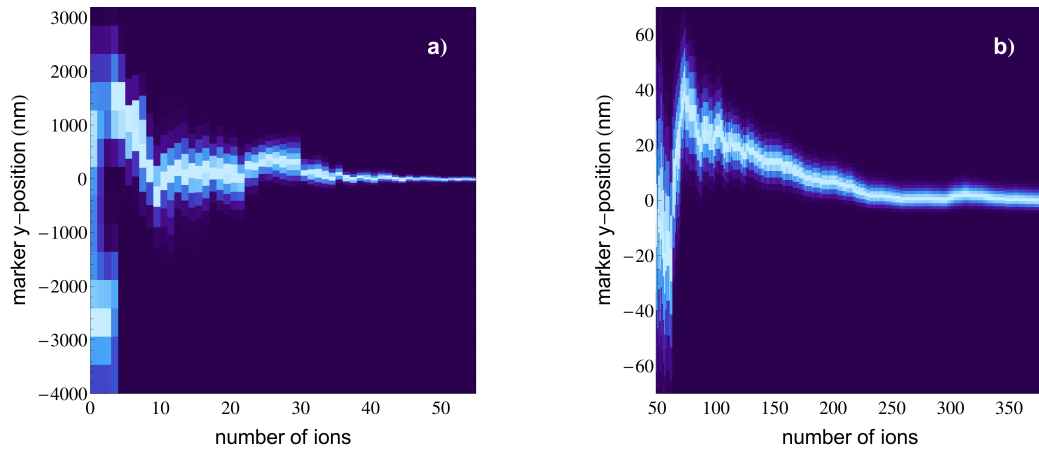 a)
marker y−position (nm)
3000
2000
1000
0
−1000
−2000
−3000
−4000
0 10 20 30 40 50
number of ions
b)
marker y−position (nm)
60
40
20
0
−20
−40
−60
50 100 150 200 250 300 350
number of ions